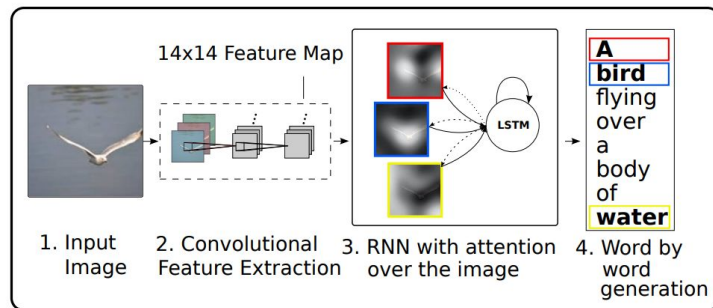 14x14 Feature Map
LSTM
A
bird
flying
over
a
body
of
water
1. Input
Image
2. Convolutional
Feature Extraction
3. RNN with attention
over the image
4. Word by
word
generation